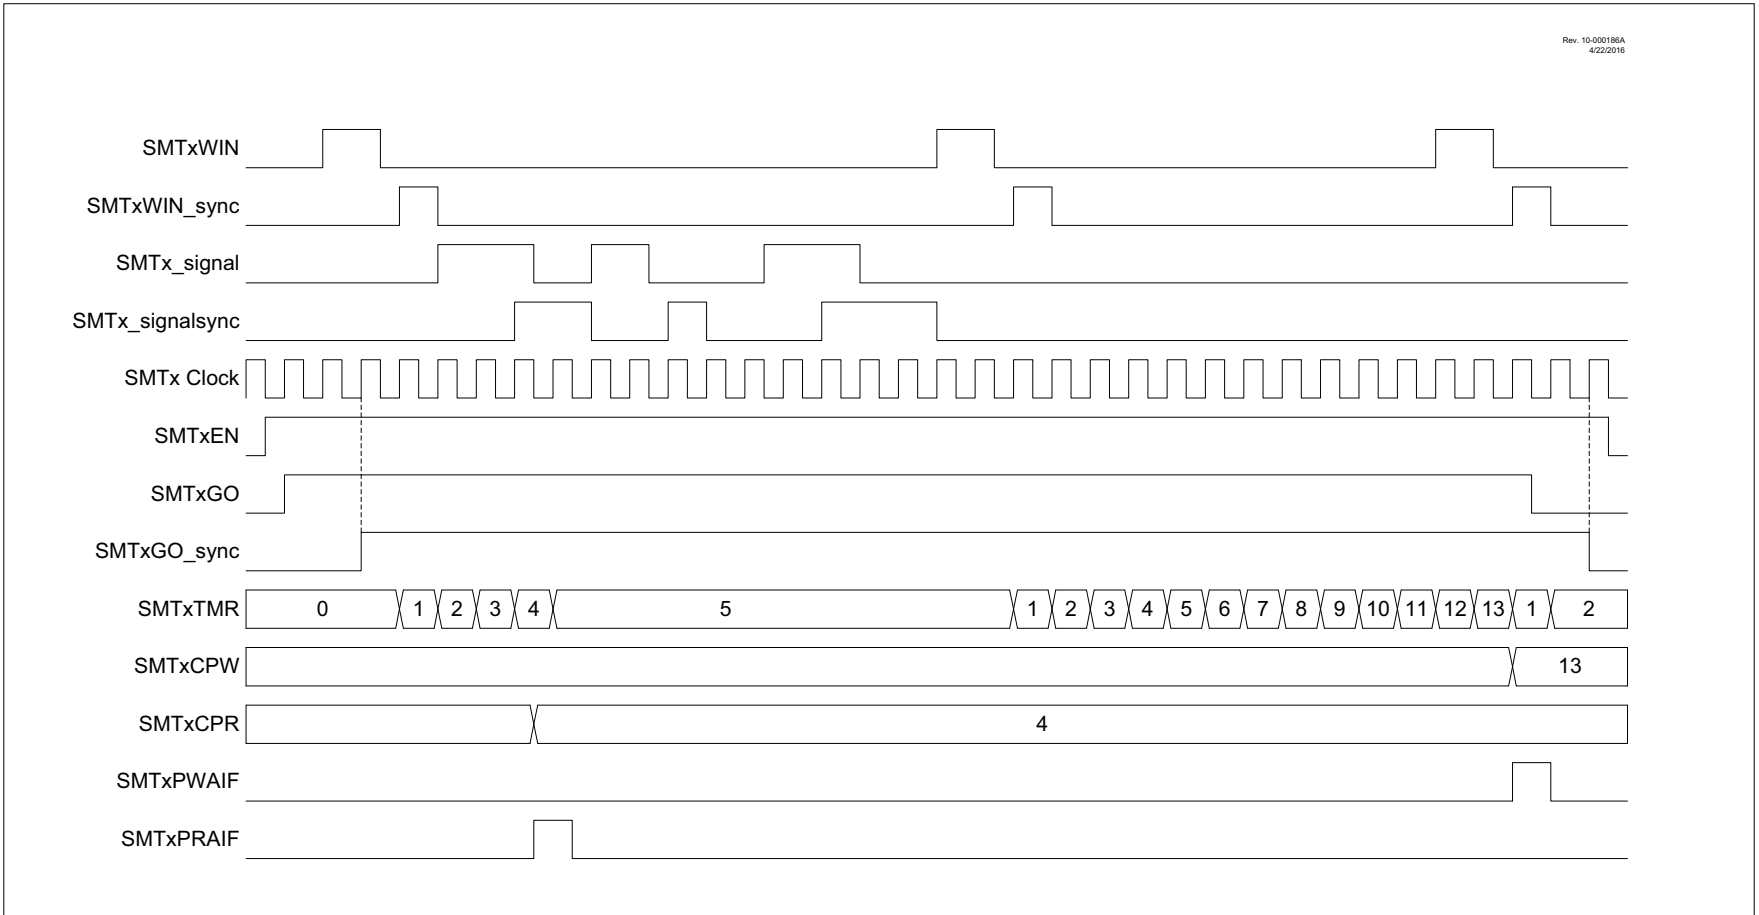 Rev. 10-000186A
4/22/2016
SMTxWIN
SMTxWIN_sync
SMTx_signal
SMTx_signalsync
SMTx Clock
SMTxEN
SMTxGO
SMTxGO_sync
SMTxTMR 0 1 2 3 4 5 1 2 3 4 5 6 7 8 9 10 11 12 13 1 2
SMTxCPW 13
SMTxCPR 4
SMTxPWAIF
SMTxPRAIF